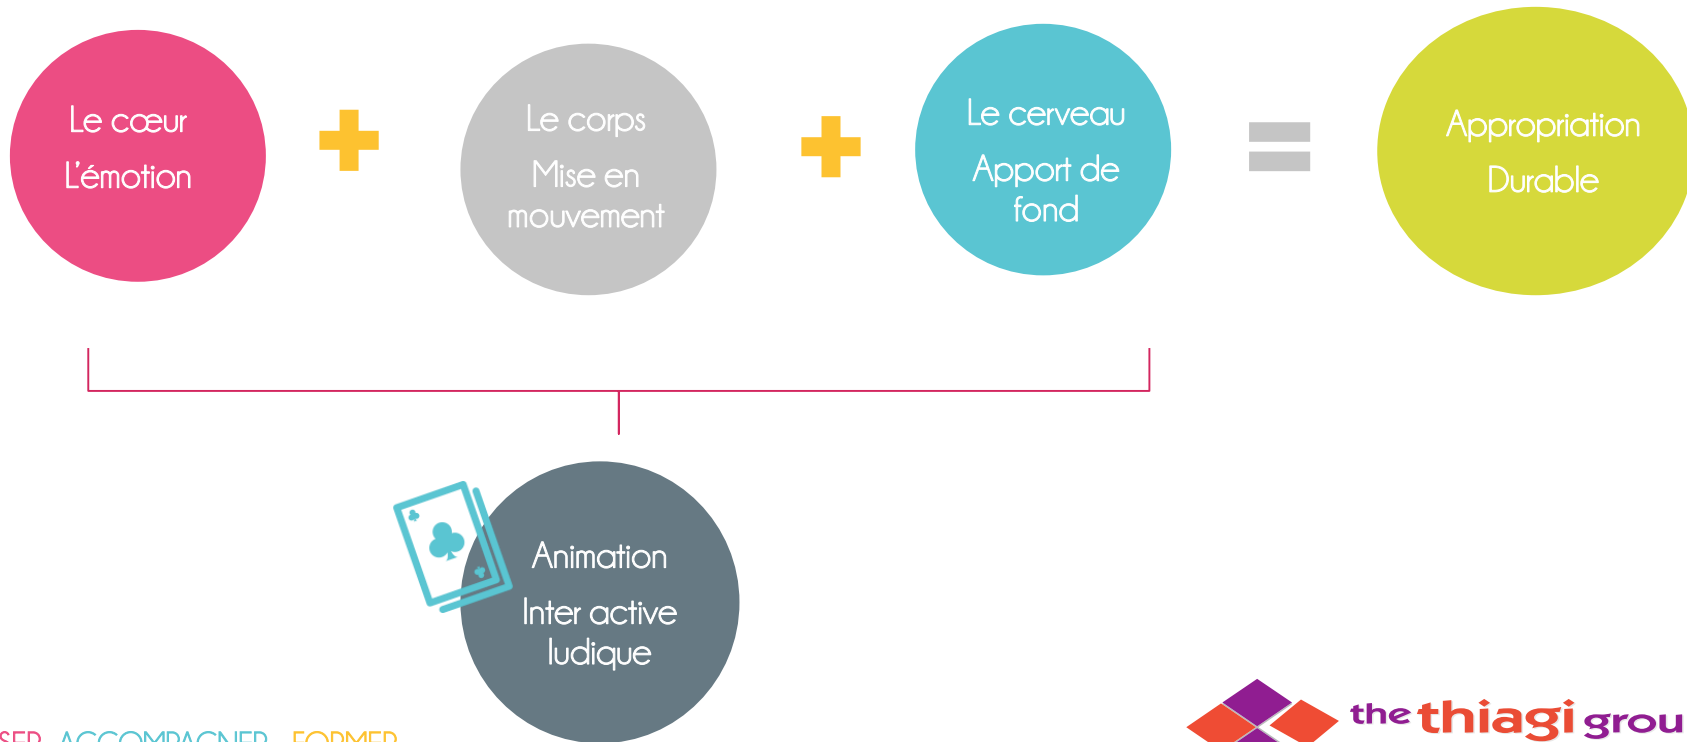 Le cœur
L'émotion
Le corps
Mise en
mouvement
Le cerveau
Apport de
fond
Appropriation
Durable
Animation
Inter active
ludique
ACCOMPAGNER FORMER
the thiagi